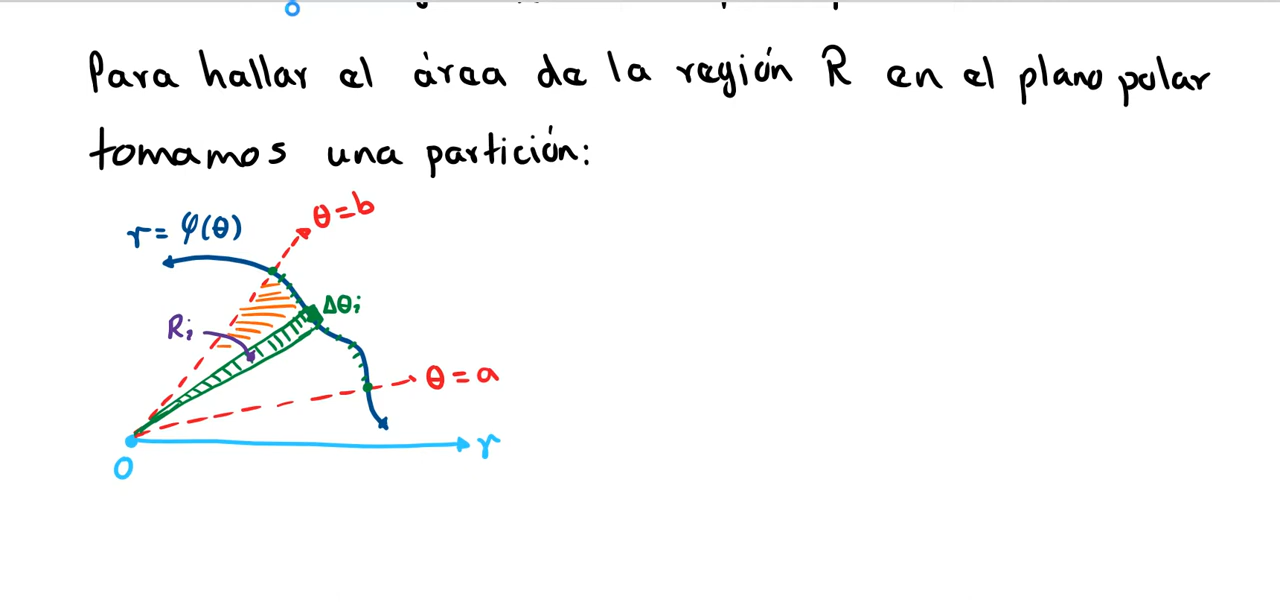 Para hallar el área de la región R en el plano polar
tomamos una partición:
θ=b
r= φ(θ)
Δθi
Ri
θ=a
r
O